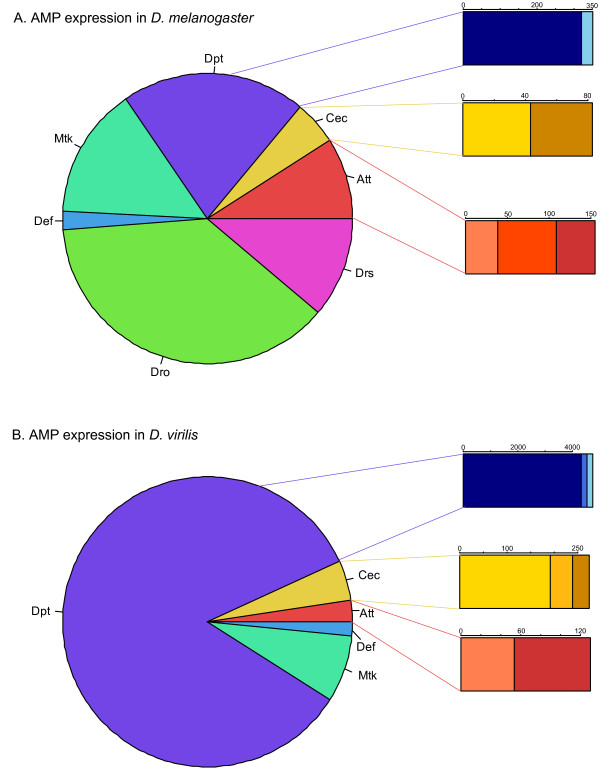 A. AMP expression in D. melanogaster
0 200 350
Dpt
0 40 80
Cec
Mtk
Att
0 50 100 150
Def
Drs
Dro
B. AMP expression in D. virilis
0 2000 4000
0 100 250
Cec
Dpt
Att
0 60 120
Def
Mtk